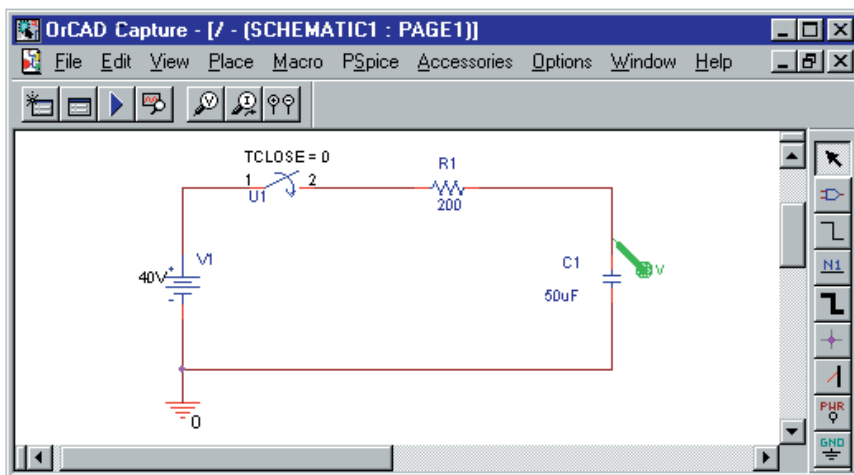 OrCAD Capture - [/ - (SCHEMATIC1 : PAGE1)]
File Edit View Place Macro PSpice Accessories Options Window Help
V I
TCLOSE = 0
1 2
U1
R1
200
V1
40V
+
-
C1
50uF
V
0
N1
PWR
GND